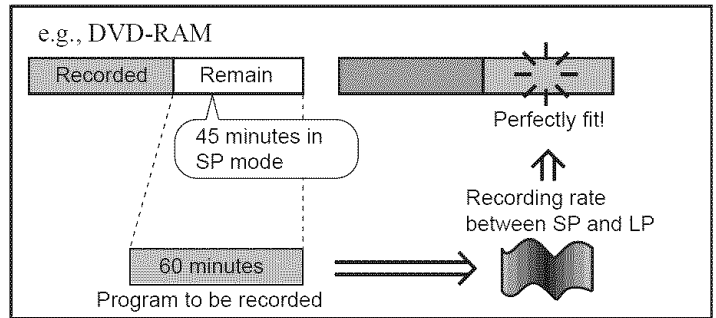 e.g., DVD-RAM
Recorded
Remain
45 minutes in
SP mode
Perfectly fit!
Recording rate
between SP and LP
60 minutes
Program to be recorded